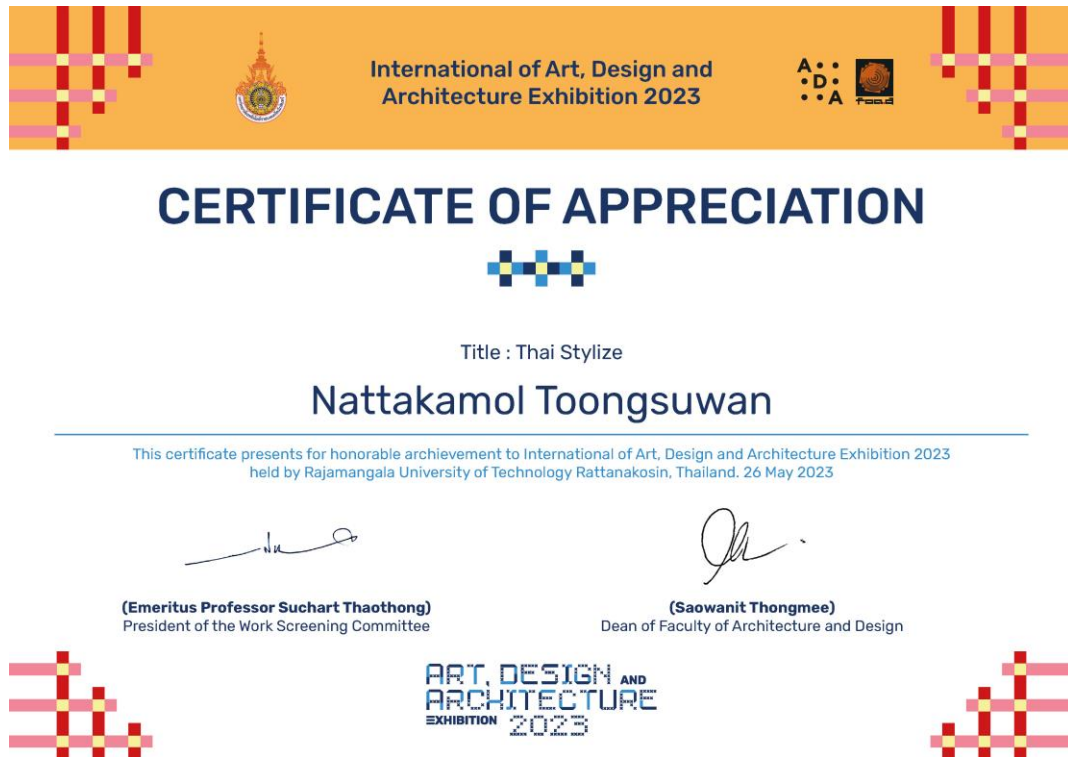 International of Art, Design and
Architecture Exhibition 2023
A
D
A
CERTIFICATE OF APPRECIATION
Title : Thai Stylize
Nattakamol Toongsuwan
This certificate presents for honorable archievement to International of Art, Design and Architecture Exhibition 2023
held by Rajamangala University of Technology Rattanakosin, Thailand. 26 May 2023
(Emeritus Professor Suchart Thaothong)
President of the Work Screening Committee
(Saowanit Thongmee)
Dean of Faculty of Architecture and Design
ART, DESIGN AND
ARCHITECTURE
EXHIBITION 2023